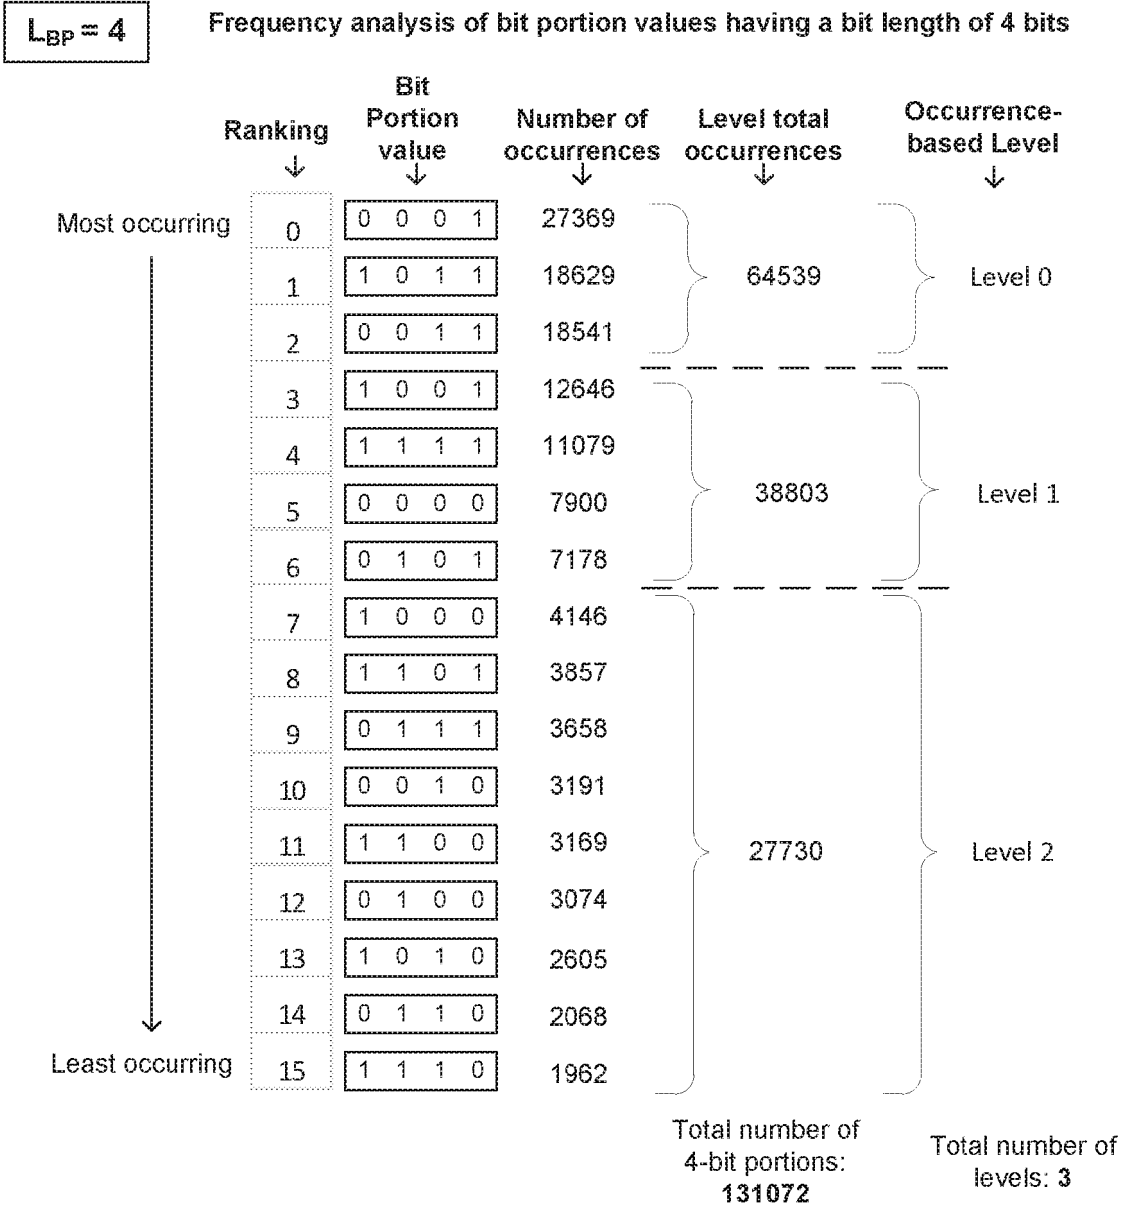 L_BP = 4
Frequency analysis of bit portion values having a bit length of 4 bits
Ranking
Bit
Portion
value
Number of
occurrences
Level total
occurrences
Occurrence-
based Level
Most occurring
0 0 0 0 1 27369
1 1 0 1 1 18629
64539
Level 0
2 0 0 1 1 18541
3 1 0 0 1 12646
4 1 1 1 1 11079
38803
Level 1
5 0 0 0 0 7900
6 0 1 0 1 7178
7 1 0 0 0 4146
8 1 1 0 1 3857
9 0 1 1 1 3658
10 0 0 1 0 3191
11 1 1 0 0 3169
27730
Level 2
12 0 1 0 0 3074
13 1 0 1 0 2605
14 0 1 1 0 2068
Least occurring
15 1 1 1 0 1962
Total number of
4-bit portions:
131072
Total number of
levels: 3